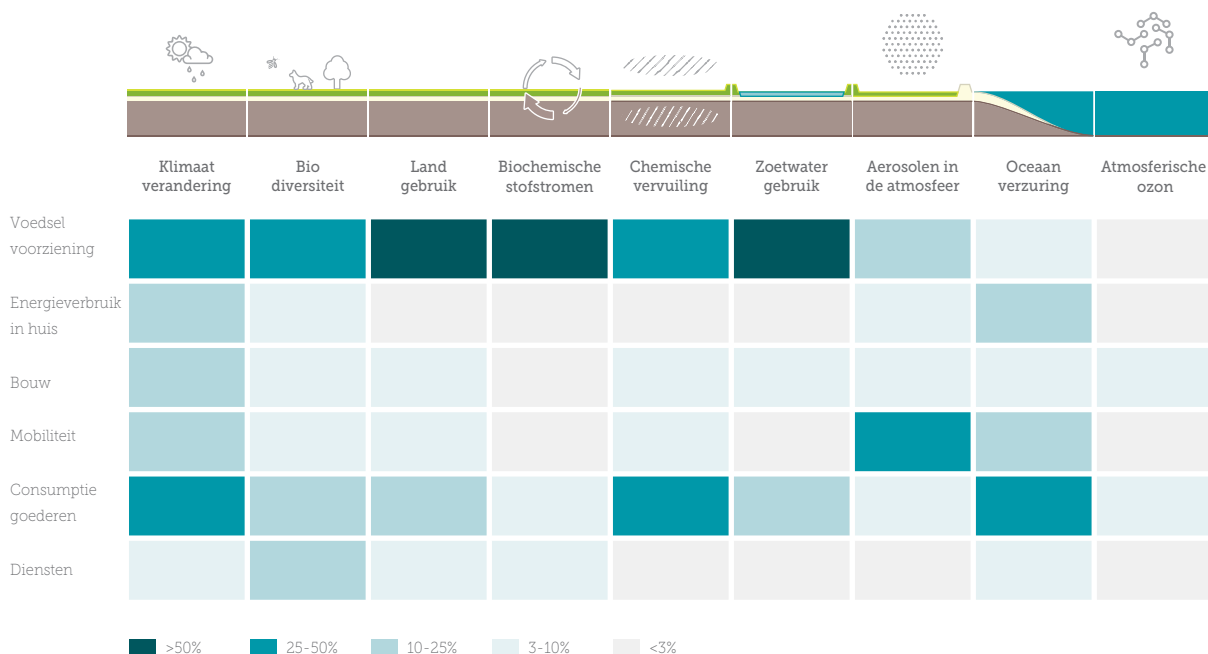 Klimaat
verandering
Bio
diversiteit
Land
gebruik
Biochemische
stofstromen
Chemische
vervuiling
Zoetwater
gebruik
Aerosolen in
de atmosfeer
Oceaan
verzuring
Atmosferische
ozon
Voedsel
voorziening
Energieverbruik
in huis
Bouw
Mobiliteit
Consumptie
goederen
Diensten
>50%
25-50%
10-25%
3-10%
<3%